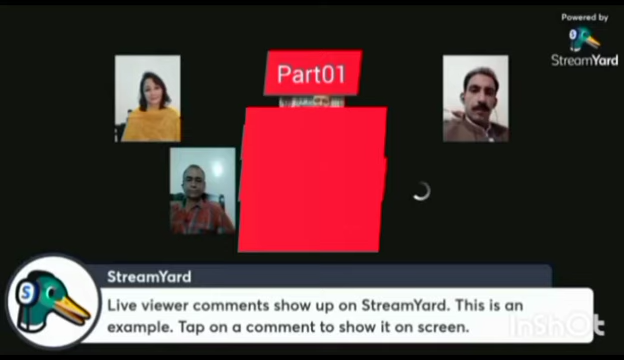 Powered by
StreamYard
Part01
S
StreamYard
Live viewer comments show up on StreamYard. This is an
example. Tap on a comment to show it on screen.
InShOt